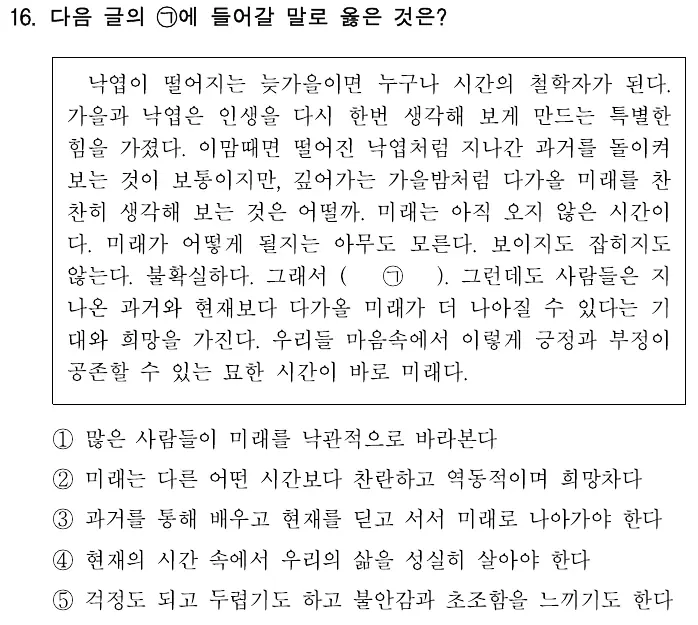 16. 다음 글의 ㉠에 들어갈 말로 옳은 것은?
낙엽이 떨어지는 늦가을이면 누구나 시간의 철학자가 된다.
가을과 낙엽은 인생을 다시 한번 생각해 보게 만드는 특별한
힘을 가졌다. 이맘때면 떨어진 낙엽처럼 지나간 과거를 돌이켜
보는 것이 보통이지만, 깊어가는 가을밤처럼 다가올 미래를 찬
찬히 생각해 보는 것은 어떨까. 미래는 아직 오지 않은 시간이
다. 미래가 어떻게 될지는 아무도 모른다. 보이지도 잡히지도
않는다. 불확실하다. 그래서 ( ㉠ ). 그런데도 사람들은 지
나온 과거와 현재보다 다가올 미래가 더 나아질 수 있다는 기
대와 희망을 가진다. 우리들 마음속에서 이렇게 긍정과 부정이
공존할 수 있는 묘한 시간이 바로 미래다.
① 많은 사람들이 미래를 낙관적으로 바라본다
② 미래는 다른 어떤 시간보다 찬란하고 역동적이며 희망차다
③ 과거를 통해 배우고 현재를 딛고 서서 미래로 나아가야 한다
④ 현재의 시간 속에서 우리의 삶을 성실히 살아야 한다
⑤ 걱정도 되고 두렵기도 하고 불안감과 초조함을 느끼기도 한다